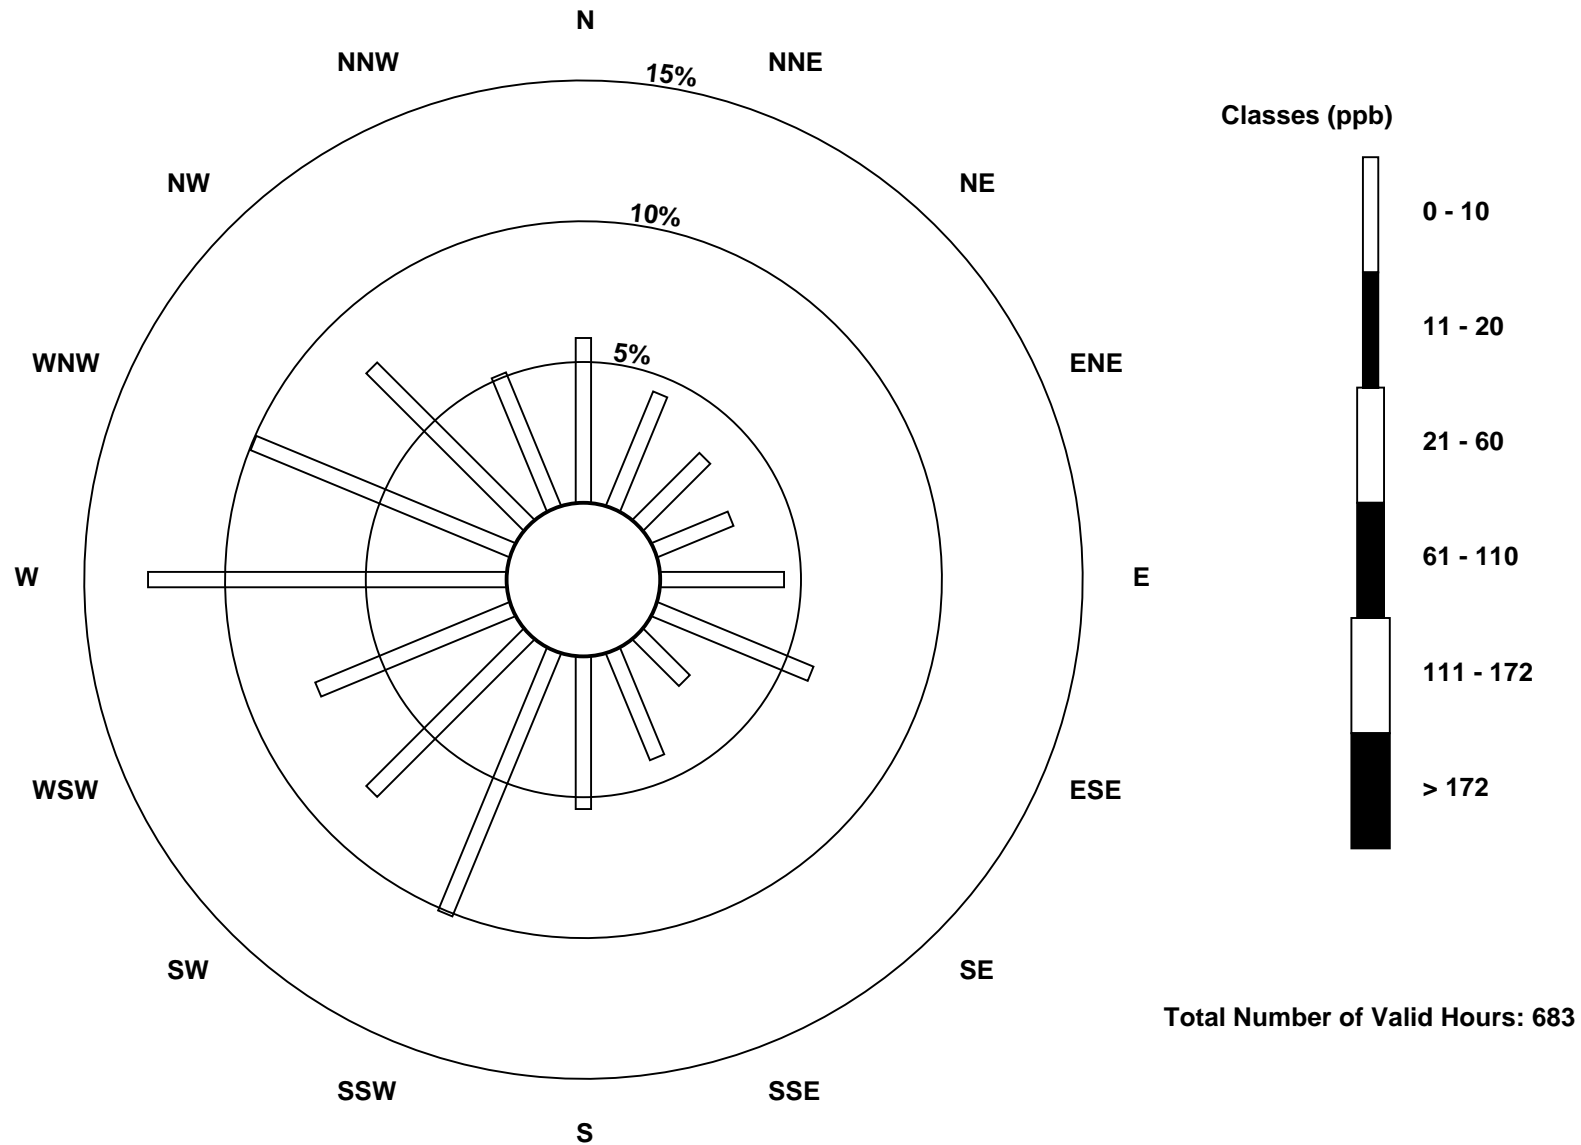 N
NNW
NNE
15%
Classes (ppb)
NW
NE
0 - 10
10%
11 - 20
5%
WNW
ENE
21 - 60
61 - 110
W
E
111 - 172
WSW
ESE
> 172
SW
SE
Total Number of Valid Hours: 683
SSW
SSE
S